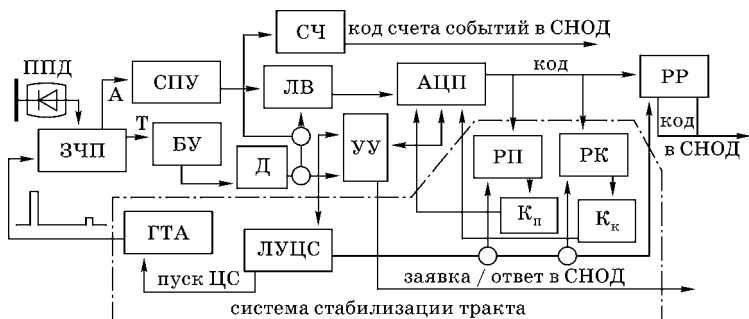 СЧ
код счета событий в СНОД
ППД
А
СПУ
ЛВ
АЦП
код
РР
ЗЧП
Т
БУ
Д
УУ
РП
РК
код
в СНОД
ГТА
ЛУЦС
Кп
Кк
пуск ЦС
заявка / ответ в СНОД
система стабилизации тракта